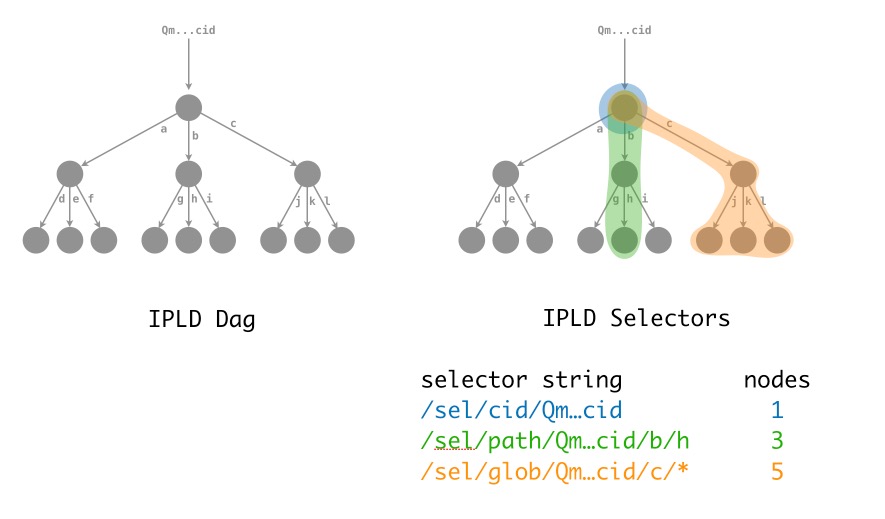 Qm...cid
a b c
d e f g h i j k l
IPLD Dag
Qm...cid
a b c
d e f g h i j k l
IPLD Selectors
selector string nodes
/sel/cid/Qm…cid 1
/sel/path/Qm…cid/b/h 3
/sel/glob/Qm…cid/c/* 5